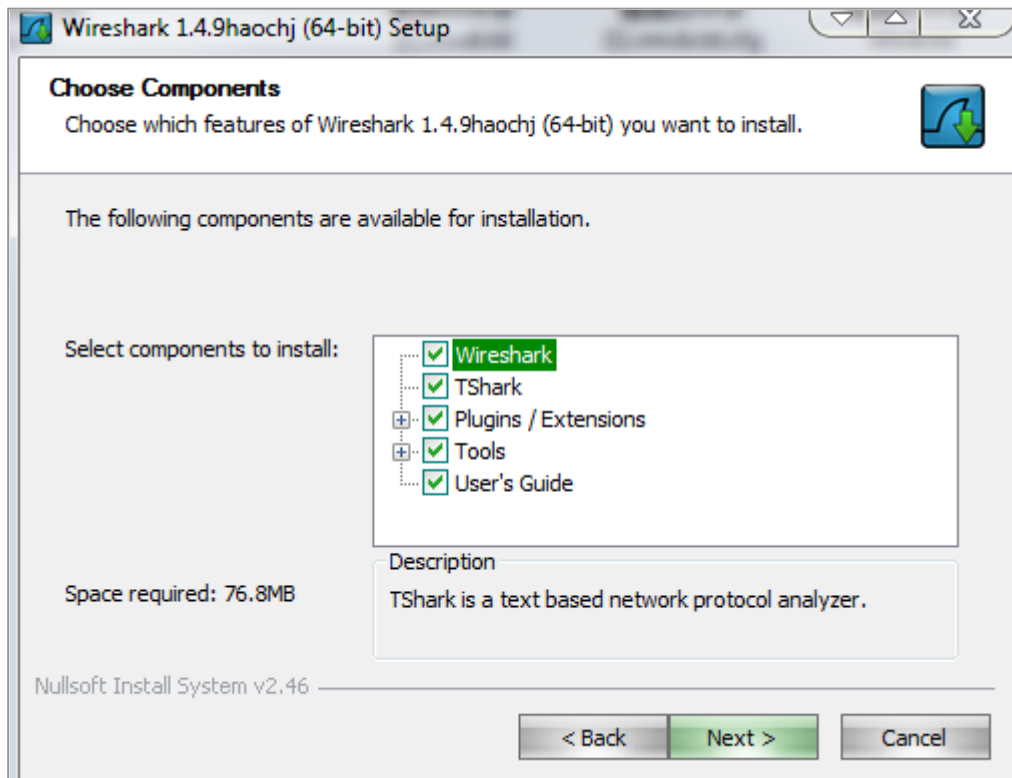 Wireshark 1.4.9haochj (64-bit) Setup
Choose Components
Choose which features of Wireshark 1.4.9haochj (64-bit) you want to install.
The following components are available for installation.
Select components to install:
Wireshark
TShark
Plugins / Extensions
Tools
User's Guide
Space required: 76.8MB
Description
TShark is a text based network protocol analyzer.
Nullsoft Install System v2.46
< Back
Next >
Cancel